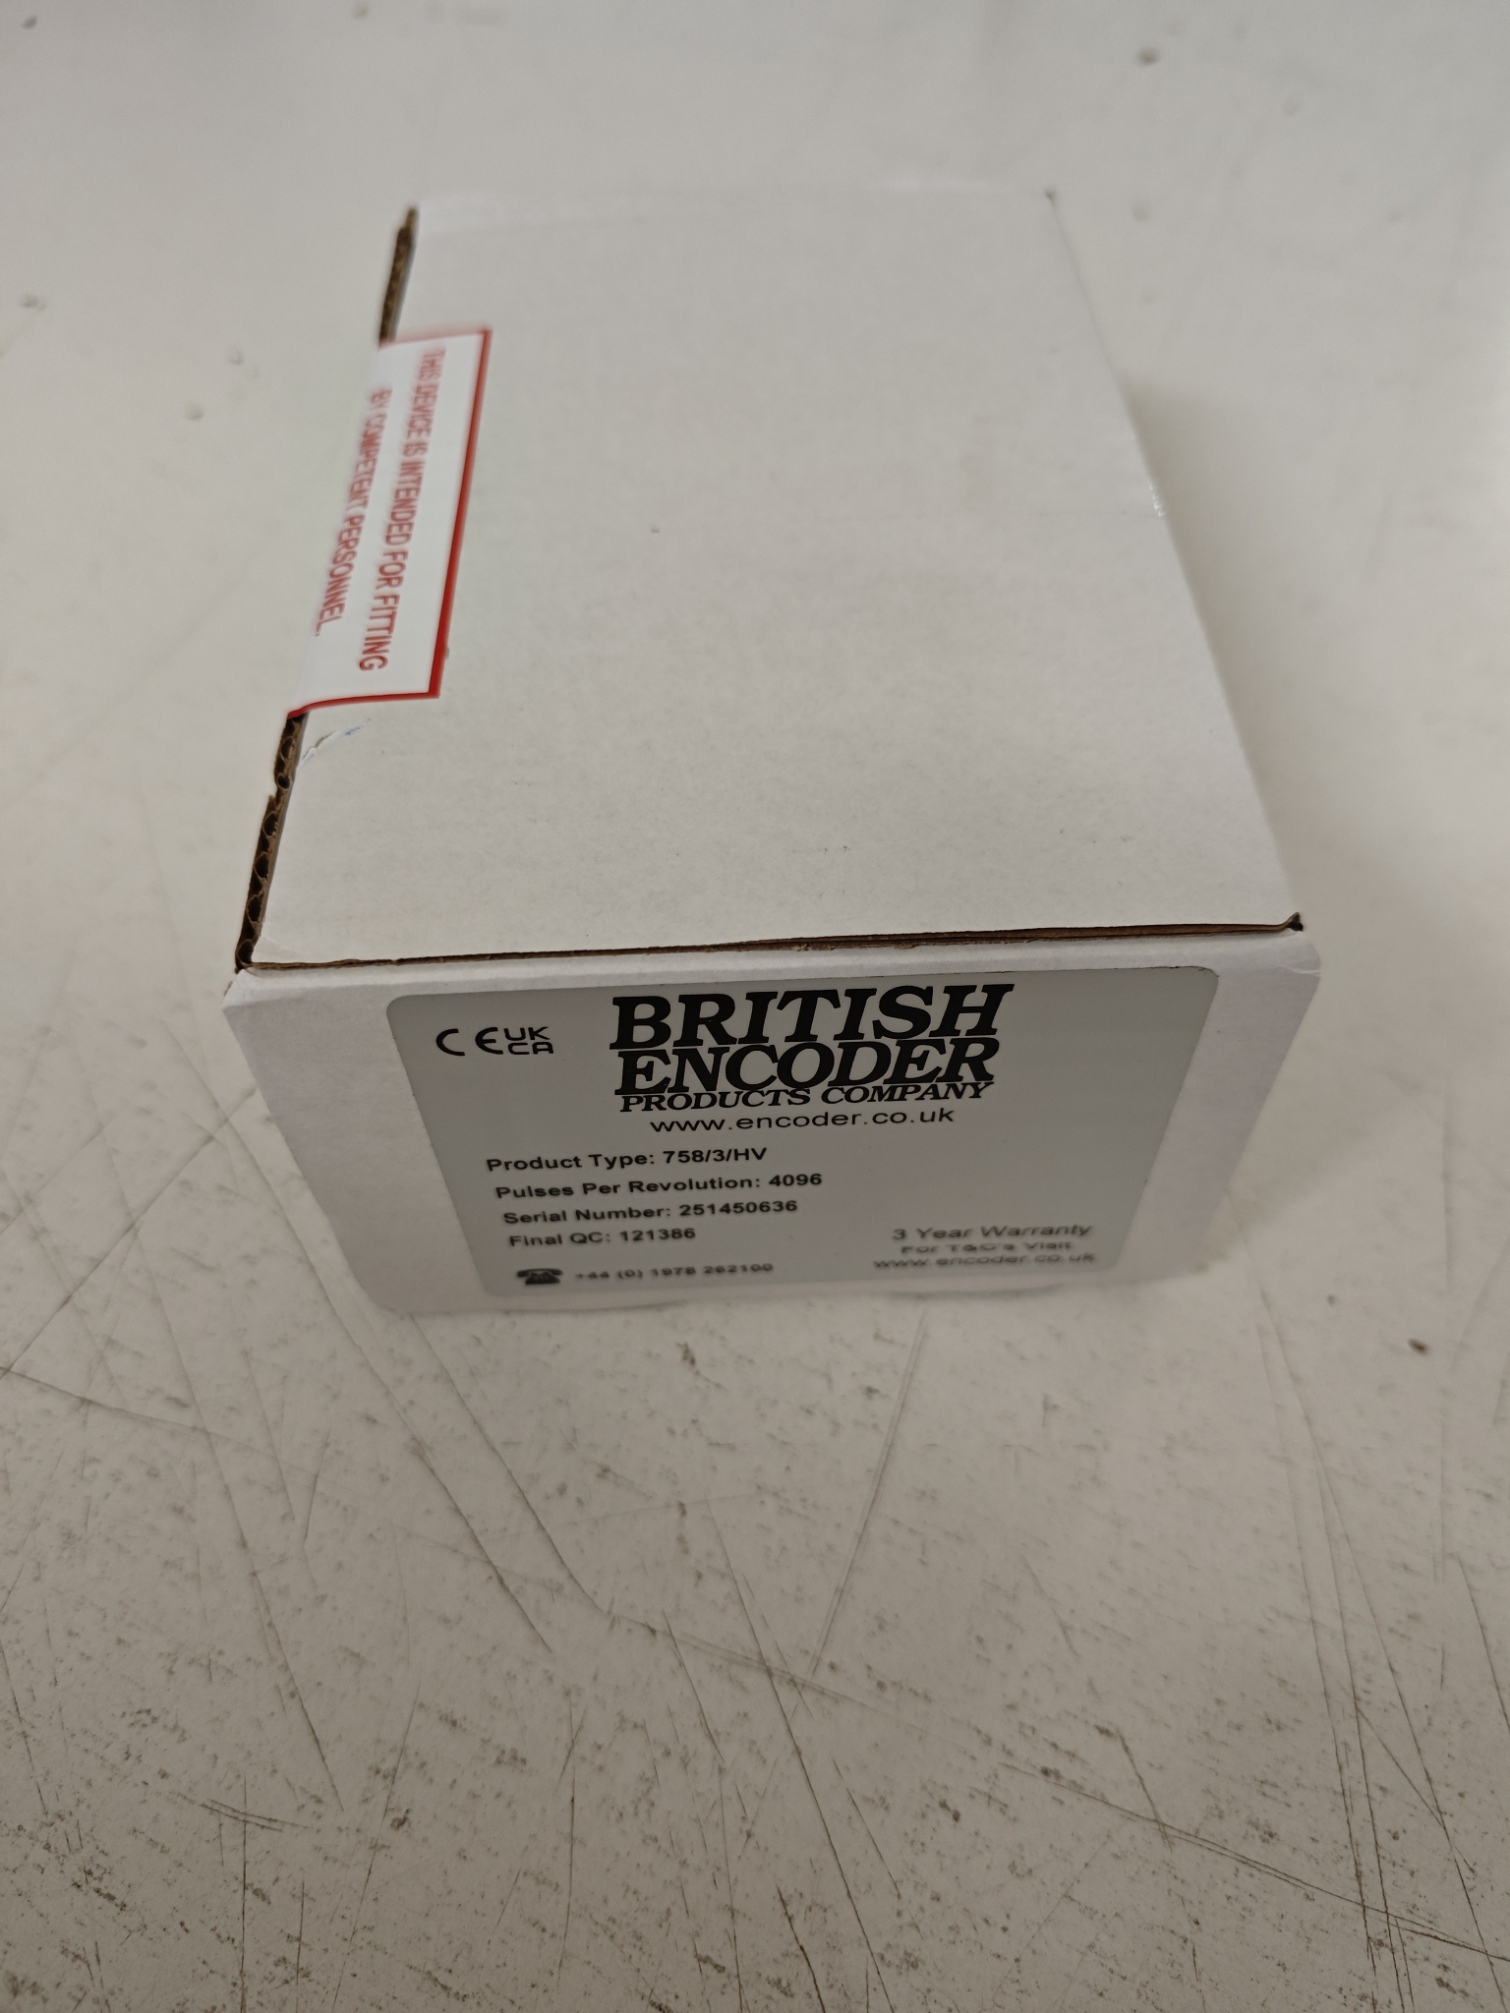 THIS DEVICE IS INTENDED FOR FITTING
BY COMPETENT PERSONNEL.
CE UK
CA
BRITISH
ENCODER
PRODUCTS COMPANY
www.encoder.co.uk
Product Type: 758/3/HV
Pulses Per Revolution: 4096
Serial Number: 251450636
Final QC: 121386
3 Year Warranty
For T&C's Visit
www.encoder.co.uk
+44 (0) 1978 262100